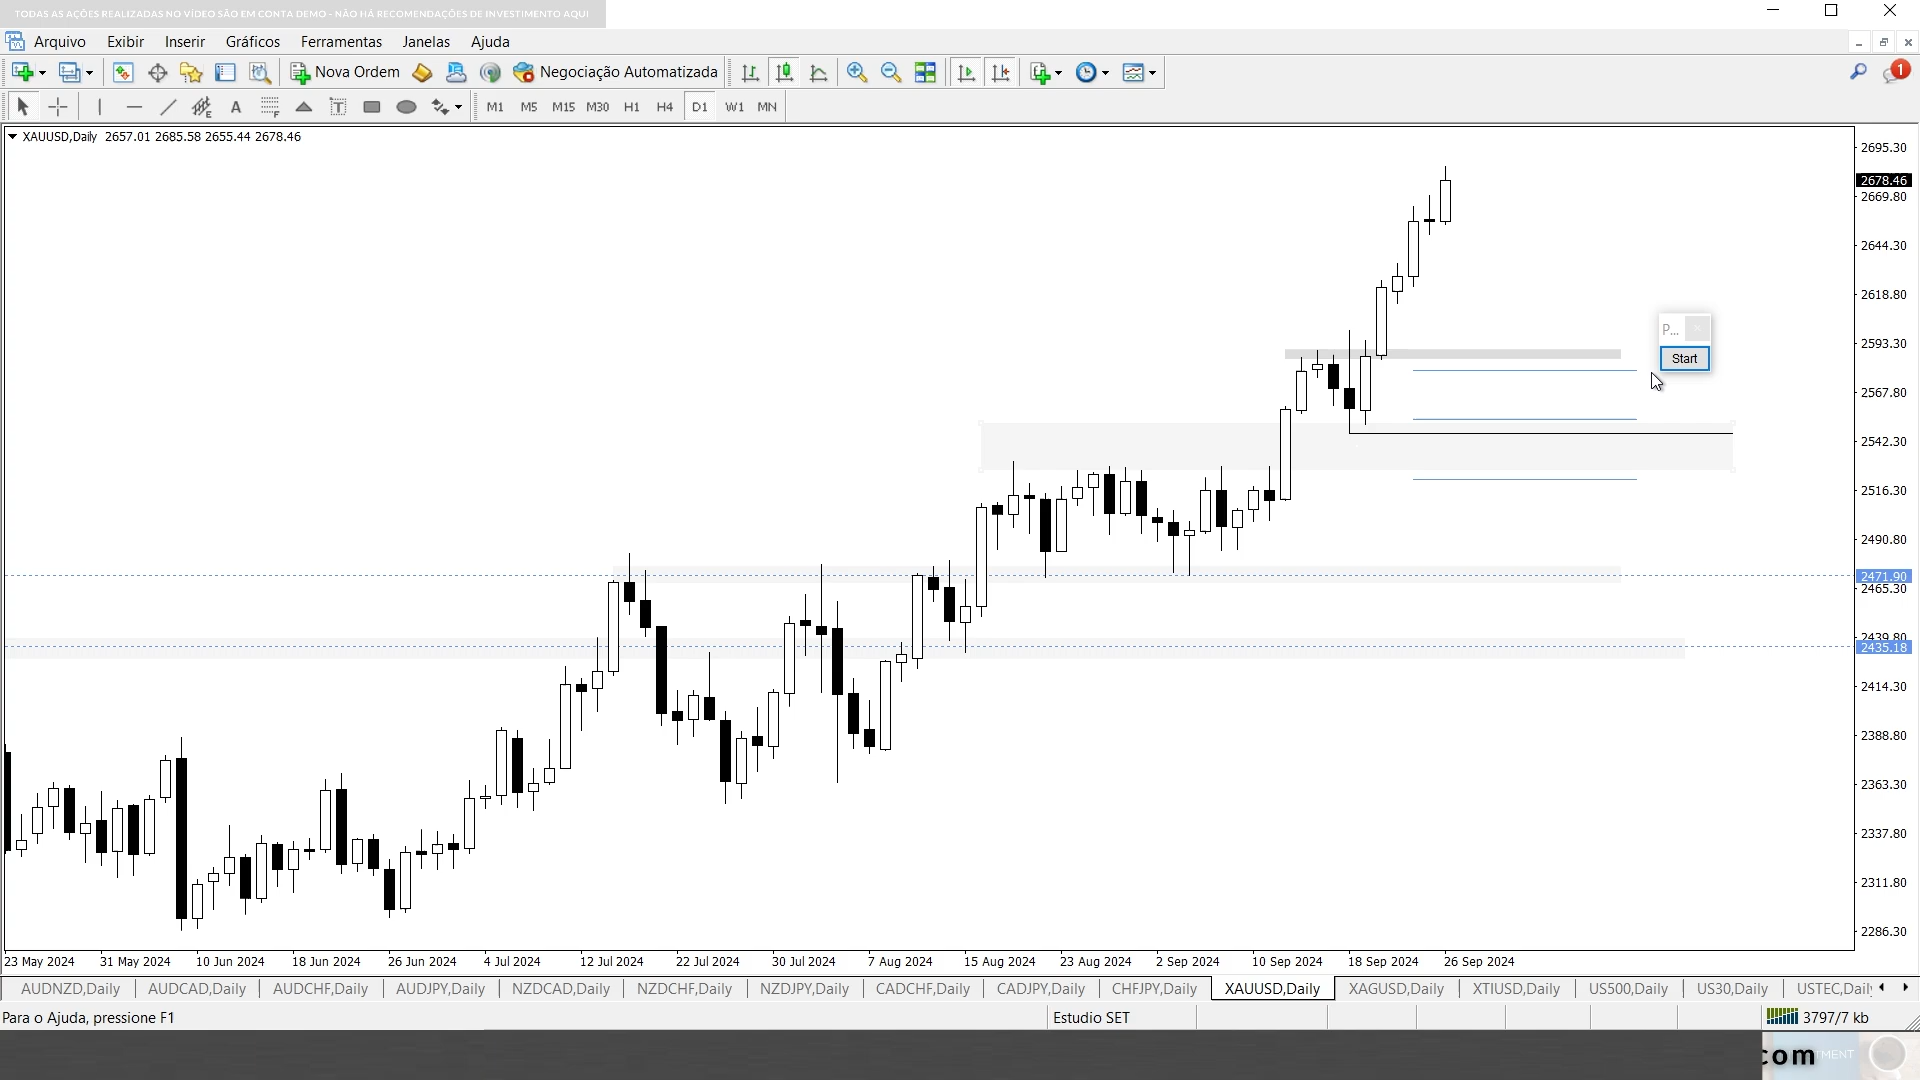 TODAS AS AÇÕES REALIZADAS NO VÍDEO SÃO EM CONTA DEMO - NÃO HÁ RECOMENDAÇÕES DE INVESTIMENTO AQUI
Arquivo Exibir Inserir Gráficos Ferramentas Janelas Ajuda
Nova Ordem Negociação Automatizada 1
A M1 M5 M15 M30 H1 H4 D1 W1 MN
XAUUSD,Daily 2657.01 2685.58 2655.44 2678.46
2695.30
2678.46
2669.80
2644.30
2618.80
P...
2593.30
Start
2567.80
2542.30
2516.30
2490.80
2471.90
2465.30
2439.80
2435.18
2414.30
2388.80
2363.30
2337.80
2311.80
2286.30
23 May 2024 31 May 2024 10 Jun 2024 18 Jun 2024 26 Jun 2024 4 Jul 2024 12 Jul 2024 22 Jul 2024 30 Jul 2024 7 Aug 2024 15 Aug 2024 23 Aug 2024 2 Sep 2024 10 Sep 2024 18 Sep 2024 26 Sep 2024
AUDNZD,Daily AUDCAD,Daily AUDCHF,Daily AUDJPY,Daily NZDCAD,Daily NZDCHF,Daily NZDJPY,Daily CADCHF,Daily CADJPY,Daily CHFJPY,Daily XAUUSD,Daily XAGUSD,Daily XTIUSD,Daily US500,Daily US30,Daily USTEC,Daily
Para o Ajuda, pressione F1 Estudio SET 3797/7 kb
com MENT